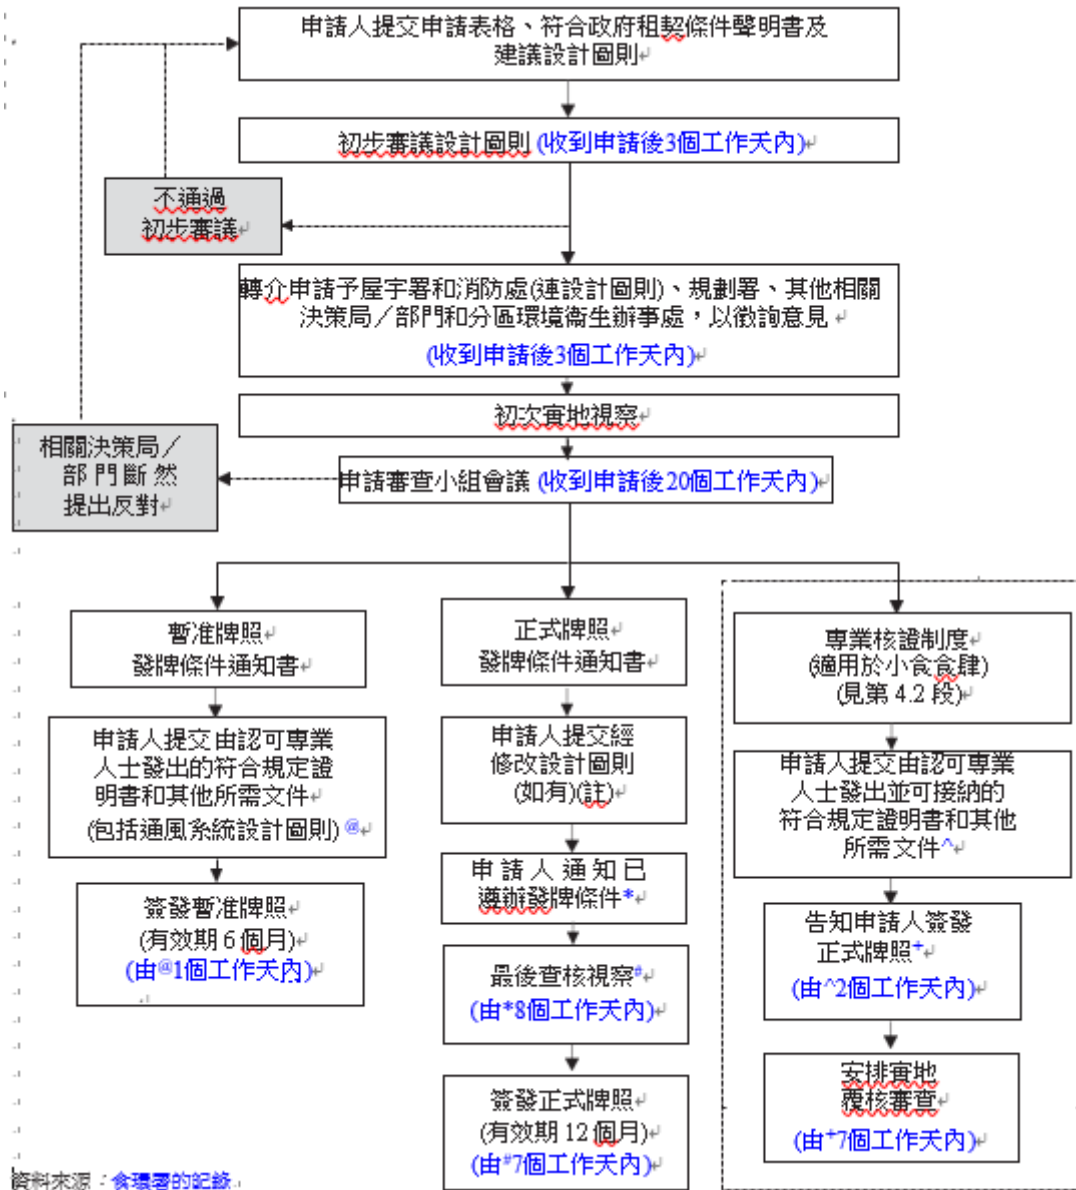 申請人提交申請表格、符合政府租契條件聲明書及
建議設計圖則
初步審議設計圖則 (收到申請後3個工作天內)
不通過
初步審議
轉介申請予屋宇署和消防處(連設計圖則)、規劃署、其他相關
決策局／部門和分區環境衞生辦事處，以徵詢意見
(收到申請後3個工作天內)
初次實地視察
相關決策局／
部門斷然
提出反對
申請審查小組會議 (收到申請後20個工作天內)
暫准牌照
發牌條件通知書
申請人提交由認可專業
人士發出的符合規定證
明書和其他所需文件
(包括通風系統設計圖則) @
簽發暫准牌照
(有效期 6 個月)
(由@1個工作天內)
正式牌照
發牌條件通知書
申請人提交經
修改設計圖則
(如有)(註)
申請人通知已
遵辦發牌條件*
最後查核視察#
(由*8個工作天內)
簽發正式牌照
(有效期 12 個月)
(由#7個工作天內)
專業核證制度
(適用於小食食肆)
(見第 4.2 段)
申請人提交由認可專業
人士發出並可接納的
符合規定證明書和其他
所需文件^
告知申請人簽發
正式牌照+
(由^2個工作天內)
安排實地
覆核審查
(由+7個工作天內)
資料來源：食環署的記錄